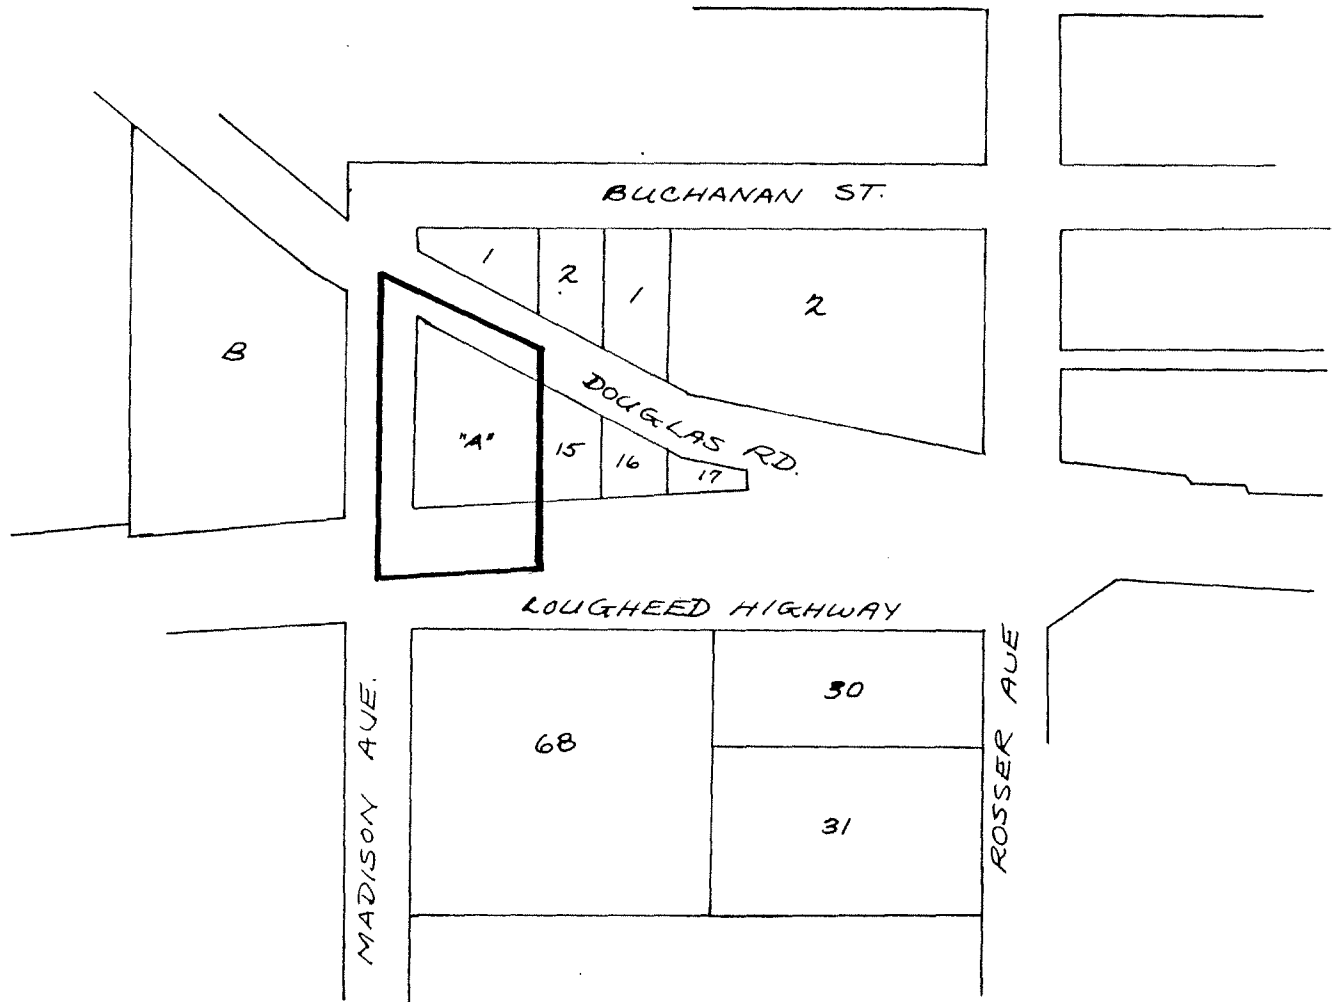 BUCHANAN ST.
1
2
1
2
B
DOUGLAS RD.
"A"
15
16
17
LOUGHEED HIGHWAY
MADISON AVE.
68
30
31
ROSSER AVE